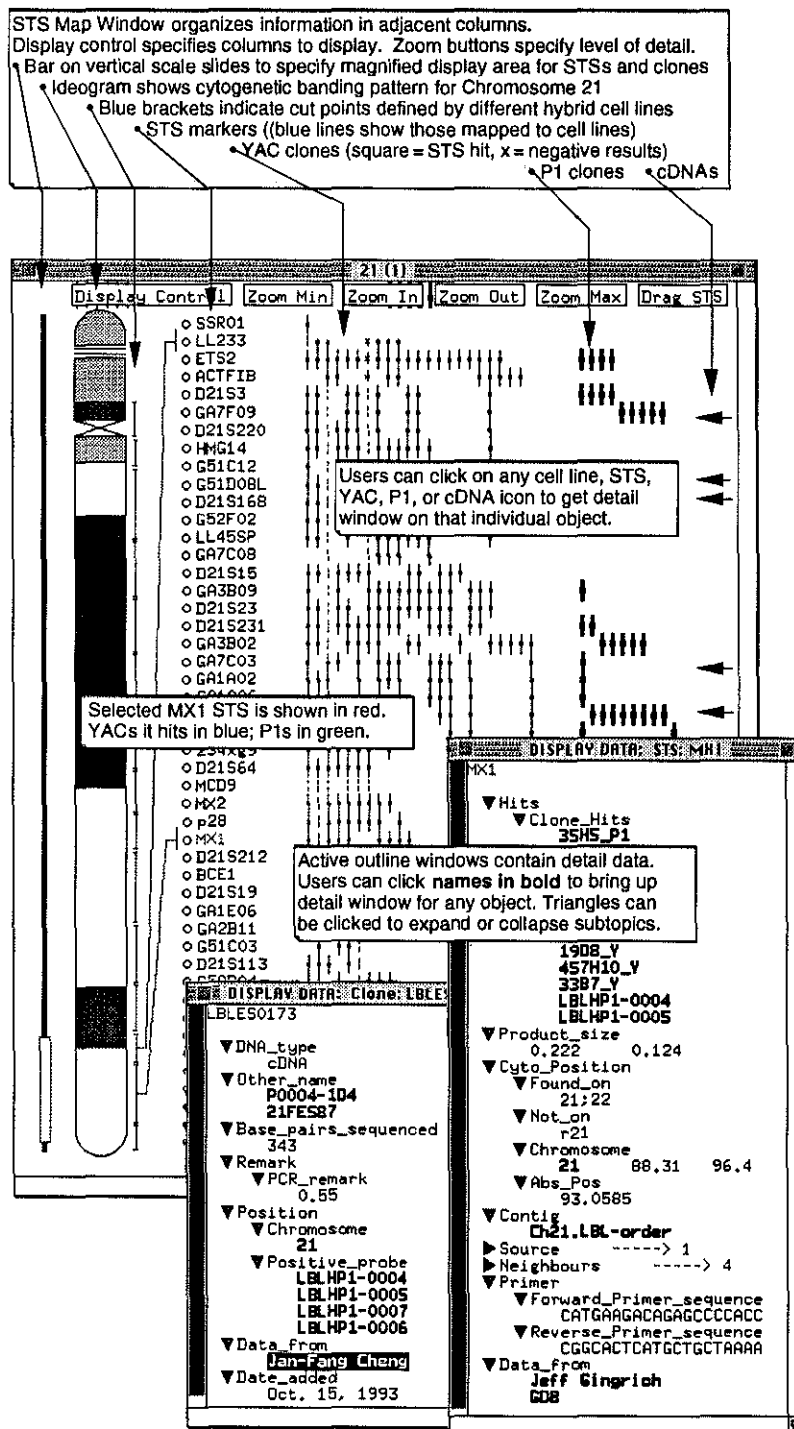 STS Map Window organizes information in adjacent columns.
Display control specifies columns to display. Zoom buttons specify level of detail.
Bar on vertical scale slides to specify magnified display area for STSs and clones
Ideogram shows cytogenetic banding pattern for Chromosome 21
Blue brackets indicate cut points defined by different hybrid cell lines
STS markers ((blue lines show those mapped to cell lines)
YAC clones (square = STS hit, x = negative results)
P1 clones cDNAs
21 (1)
Display Control Zoom Min Zoom In Zoom Out Zoom Max Drag STS
SSR01
LL233
ETS2
ACTFIB
D21S3
GA7F09
D21S220
HMG14
G51C12
G51D08L
D21S168
G52F02
LL45SP
GA7C08
D21S15
GA3B09
D21S23
D21S231
GA3B02
GA7C03
GA1A02
Users can click on any cell line, STS,
YAC, P1, or cDNA icon to get detail
window on that individual object.
Selected MX1 STS is shown in red.
YACs it hits in blue; P1s in green.
D21S64
MCD9
MX2
p28
MX1
D21S212
BCE1
D21S19
GA1E06
GA2B11
G51C03
D21S113
Active outline windows contain detail data.
Users can click names in bold to bring up
detail window for any object. Triangles can
be clicked to expand or collapse subtopics.
DISPLAY DATA: Clone: LBLES
LBLES0173
DNA_type
cDNA
Other_name
P0004-1D4
21FES87
Base_pairs_sequenced
343
Remark
PCR_remark
0.55
Position
Chromosome
21
Positive_probe
LBLHP1-0004
LBLHP1-0005
LBLHP1-0007
LBLHP1-0006
Data_from
Jan-Fang Cheng
Date_added
Oct. 15, 1993
DISPLAY DATA: STS: MX1
MX1
Hits
Clone_Hits
35H5_P1
19D8_Y
457H10_Y
33B7_Y
LBLHP1-0004
LBLHP1-0005
Product_size
0.222 0.124
Cyto_Position
Found_on
21;22
Not_on
r21
Chromosome
21 88.31 96.4
Abs_Pos
93.0585
Contig
Ch21.LBL-order
Source -----> 1
Neighbours -----> 4
Primer
Forward_Primer_sequence
CATGAAGACAGAGCCCCACC
Reverse_Primer_sequence
CGGCACTCATGCTGCTAAAA
Data_from
Jeff Gingrich
GDB